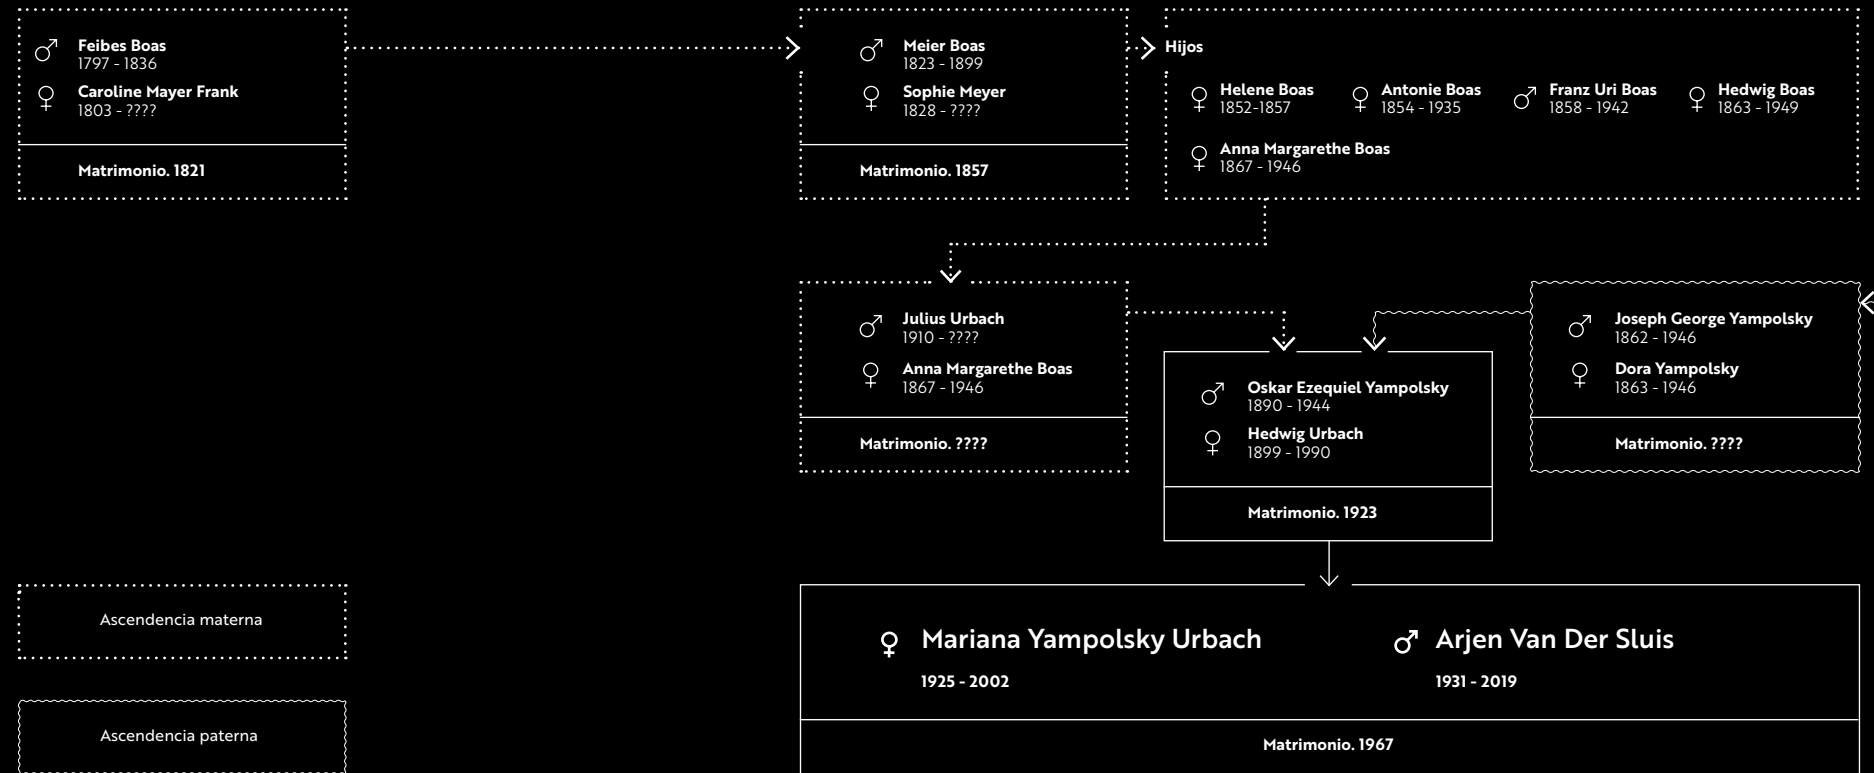 Feibes Boas
1797 - 1836
Caroline Mayer Frank
1803 - ????
Matrimonio. 1821
Meier Boas
1823 - 1899
Sophie Meyer
1828 - ????
Matrimonio. 1857
Hijos
Helene Boas
1852-1857
Antonie Boas
1854 - 1935
Franz Uri Boas
1858 - 1942
Hedwig Boas
1863 - 1949
Anna Margarethe Boas
1867 - 1946
Julius Urbach
1910 - ????
Anna Margarethe Boas
1867 - 1946
Matrimonio. ????
Oskar Ezequiel Yampolsky
1890 - 1944
Hedwig Urbach
1899 - 1990
Matrimonio. 1923
Joseph George Yampolsky
1862 - 1946
Dora Yampolsky
1863 - 1946
Matrimonio. ????
Ascendencia materna
Ascendencia paterna
Mariana Yampolsky Urbach
1925 - 2002
Arjen Van Der Sluis
1931 - 2019
Matrimonio. 1967